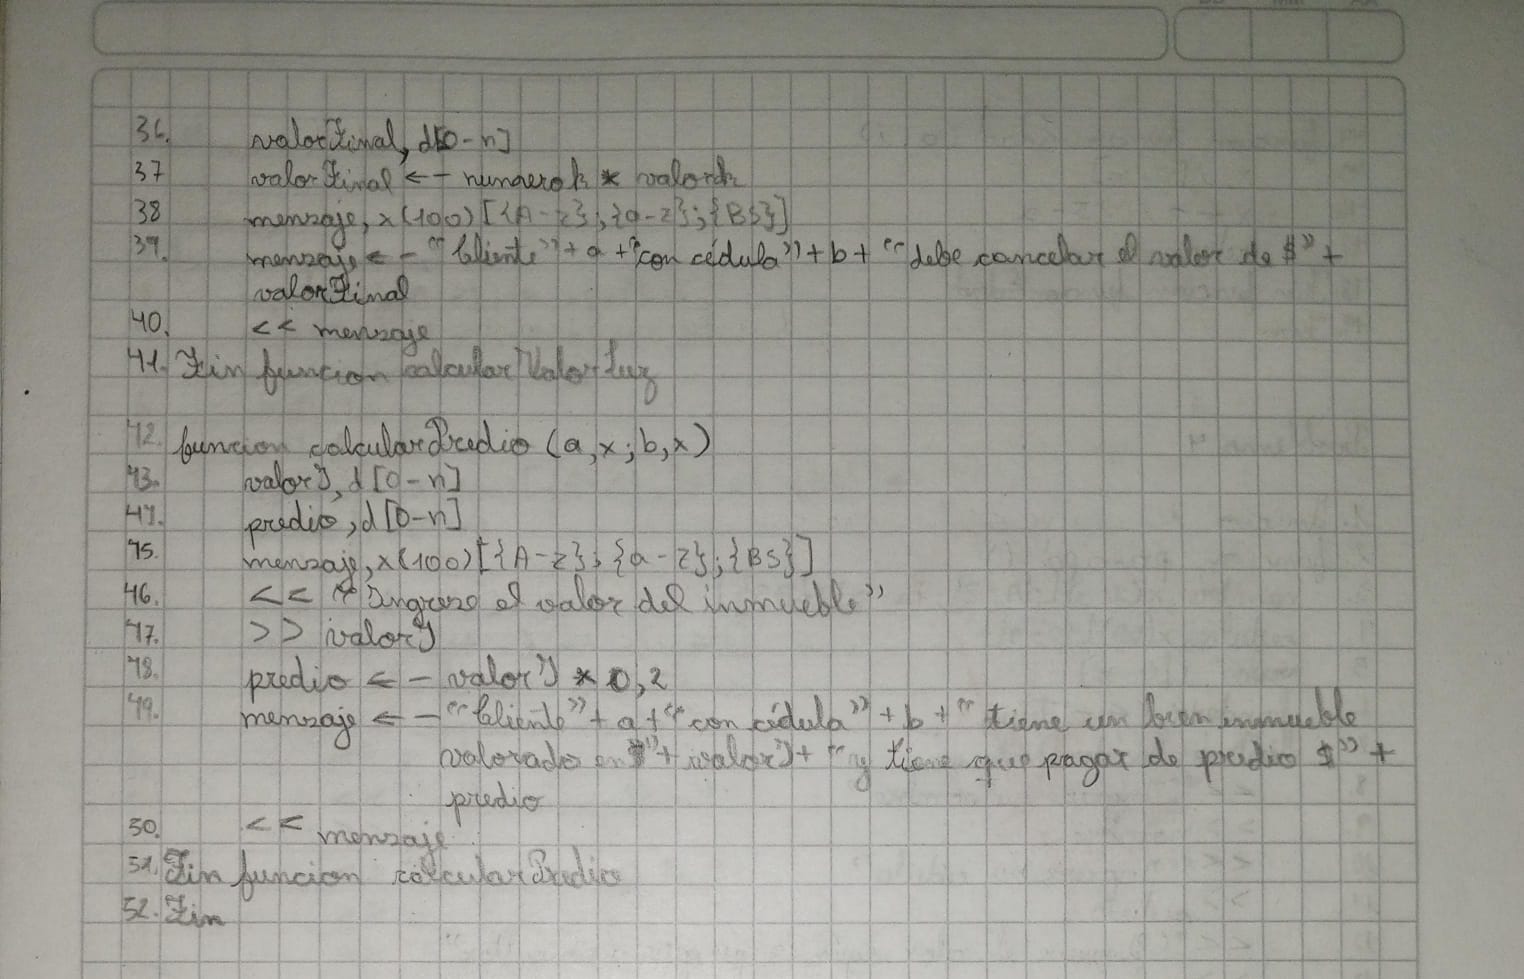 36. valorFinal, d[0-n]
37 valorFinal <- numerok * valork
38 mensaje, x(100)[{A-z};{a-z};{BS}]
39. mensaje <- "Cliente"+ a +"con cédula"+ b + "debe cancelar el valor de $" +
valorFinal
40. << mensaje
41. Fin funcion calcularValorLuz
42. funcion calcularPredio (a,x;b,x)
43. valorI, d[0-n]
44. predio, d[0-n]
45. mensaje, x(100)[{A-z};{a-z};{BS}]
46. << "Ingrese el valor del inmueble"
47. >> valorI
48. predio <- valorI * 0,2
49. mensaje <- "Cliente"+ a+"con cédula"+ b + "tiene un bien inmueble
valorado en $"+ valorI+ "y tiene que pagar de predio $" +
predio
50. << mensaje
51. Fin funcion calcularPredio
52. Fin